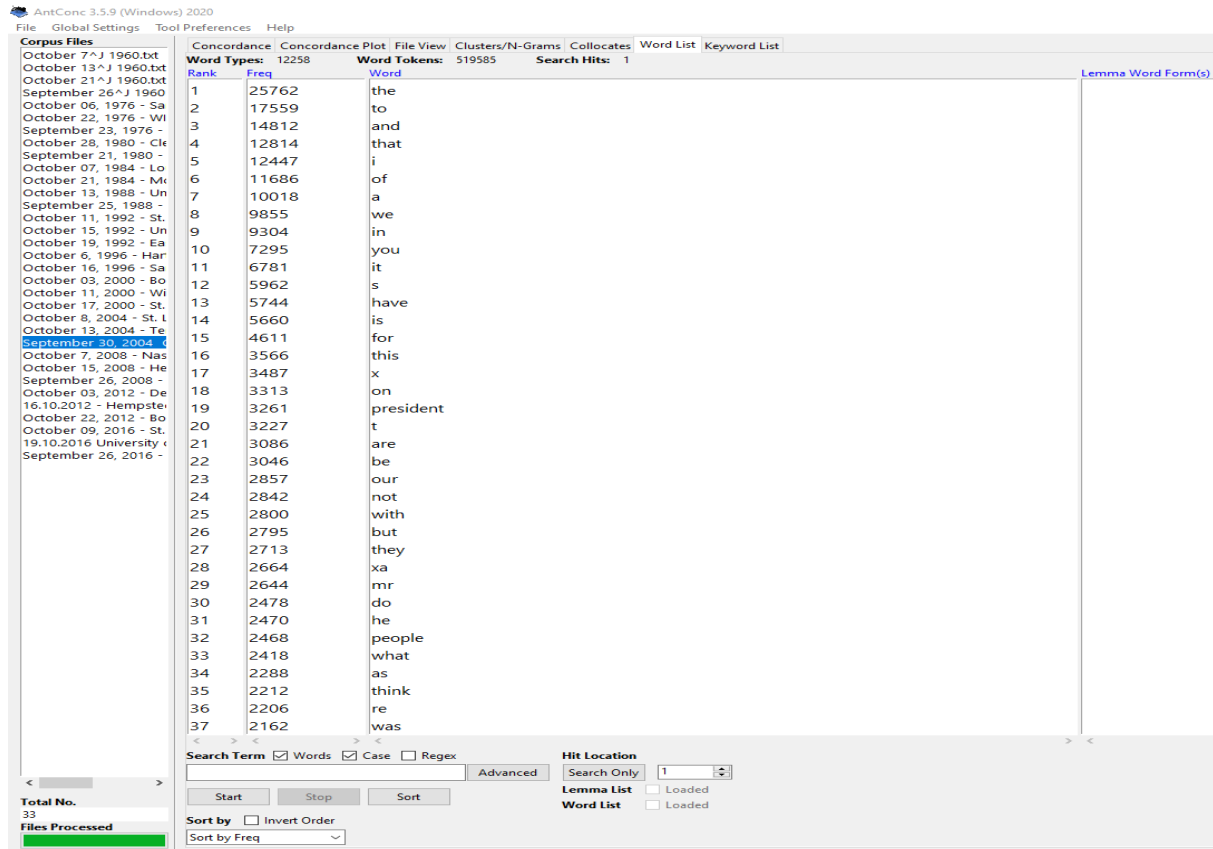 AntConc 3.5.9 (Windows) 2020
File Global Settings Tool Preferences Help
Corpus Files
October 7^J 1960.txt
October 13^J 1960.txt
October 21^J 1960.txt
September 26^J 1960
October 06, 1976 - Sa
October 22, 1976 - WI
September 23, 1976 -
October 28, 1980 - Cle
September 21, 1980 -
October 07, 1984 - Lo
October 21, 1984 -
October 13, 1988 - Un
September 25, 1988 -
October 11, 1992 - St.
October 15, 1992 - Un
October 19, 1992 - Ea
October 6, 1996 - Har
October 16, 1996 - Sa
October 03, 2000 - Bo
October 11, 2000 - Wi
October 17, 2000 - St.
October 8, 2004 - St. L
October 13, 2004 - Te
September 30, 2004
October 7, 2008 - Nas
October 15, 2008 - He
September 26, 2008 -
October 03, 2012 - De
16.10.2012 - Hempste
October 22, 2012 - Bo
October 09, 2016 - St.
19.10.2016 University
September 26, 2016 -
Total No.
33
Files Processed
Concordance Concordance Plot File View Clusters/N-Grams Collocates Word List Keyword List
Word Types: 12258 Word Tokens: 519585 Search Hits: 1
Rank Freq Word Lemma Word Form(s)
1 25762 the
2 17559 to
3 14812 and
4 12814 that
5 12447 i
6 11686 of
7 10018 a
8 9855 we
9 9304 in
10 7295 you
11 6781 it
12 5962 s
13 5744 have
14 5660 is
15 4611 for
16 3566 this
17 3487 x
18 3313 on
19 3261 president
20 3227 t
21 3086 are
22 3046 be
23 2857 our
24 2842 not
25 2800 with
26 2795 but
27 2713 they
28 2664 xa
29 2644 mr
30 2478 do
31 2470 he
32 2468 people
33 2418 what
34 2288 as
35 2212 think
36 2206 re
37 2162 was
Search Term Words Case Regex Hit Location
Advanced Search Only 1
Start Stop Sort Lemma List Loaded
Word List Loaded
Sort by Invert Order
Sort by Freq